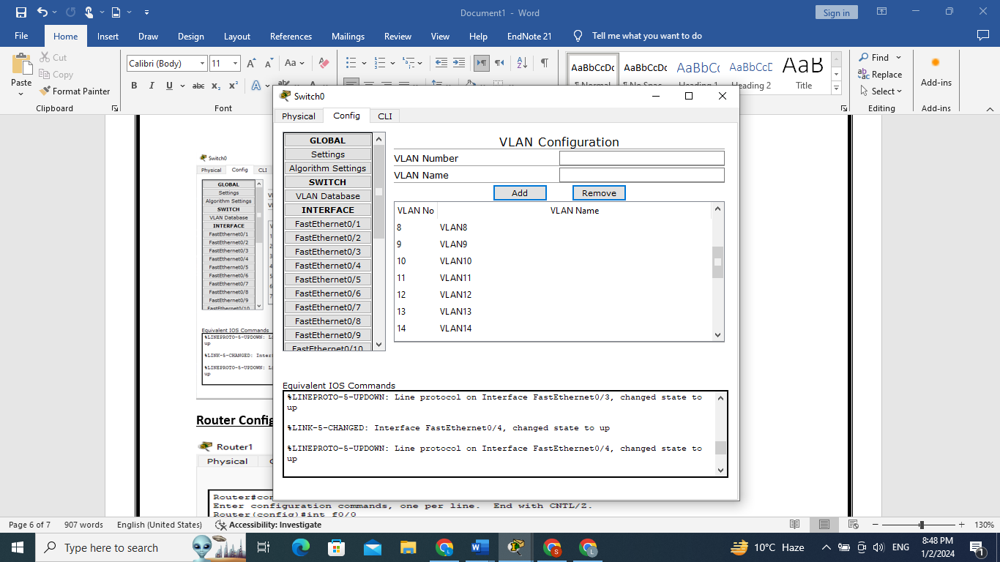 Document1 - Word
Sign in
File Home Insert Draw Design Layout References Mailings Review View Help EndNote 21 Tell me what you want to do
Paste
Cut
Copy
Format Painter
Clipboard
Calibri (Body) 11
Font
AaBbCcDc AaBbCcDc AaBbCc AaBbCcD AaB
¶ Normal ¶ No Spac... Heading 1 Heading 2 Title
Find
Replace
Select
Editing
Add-ins
Add-ins
Switch0
Physical Config CLI
GLOBAL
Settings
Algorithm Settings
SWITCH
VLAN Database
INTERFACE
FastEthernet0/1
FastEthernet0/2
FastEthernet0/3
FastEthernet0/4
FastEthernet0/5
FastEthernet0/6
FastEthernet0/7
FastEthernet0/8
FastEthernet0/9
FastEthernet0/10
VLAN Configuration
VLAN Number
VLAN Name
Add Remove
VLAN No VLAN Name
8 VLAN8
9 VLAN9
10 VLAN10
11 VLAN11
12 VLAN12
13 VLAN13
14 VLAN14
Equivalent IOS Commands
%LINEPROTO-5-UPDOWN: Line protocol on Interface FastEthernet0/3, changed state to
up
%LINK-5-CHANGED: Interface FastEthernet0/4, changed state to up
%LINEPROTO-5-UPDOWN: Line protocol on Interface FastEthernet0/4, changed state to
up
Switch0
Physical Config CLI
GLOBAL
Settings
Algorithm Settings
SWITCH
VLAN Database
INTERFACE
FastEthernet0/1
FastEthernet0/2
FastEthernet0/3
FastEthernet0/4
FastEthernet0/5
FastEthernet0/6
FastEthernet0/7
FastEthernet0/8
FastEthernet0/9
FastEthernet0/10
Equivalent IOS Commands
%LINEPROTO-5-UPDOWN: L
up
%LINK-5-CHANGED: Inter
%LINEPROTO-5-UPDOWN: L
up
Router Config
Router1
Physical
Router#con
Enter configuration commands, one per line. End with CNTL/Z.
Router(config)#int f0/0
Page 6 of 7 907 words English (United States) Accessibility: Investigate 130%
Type here to search
10°C Haze ENG 8:48 PM
1/2/2024